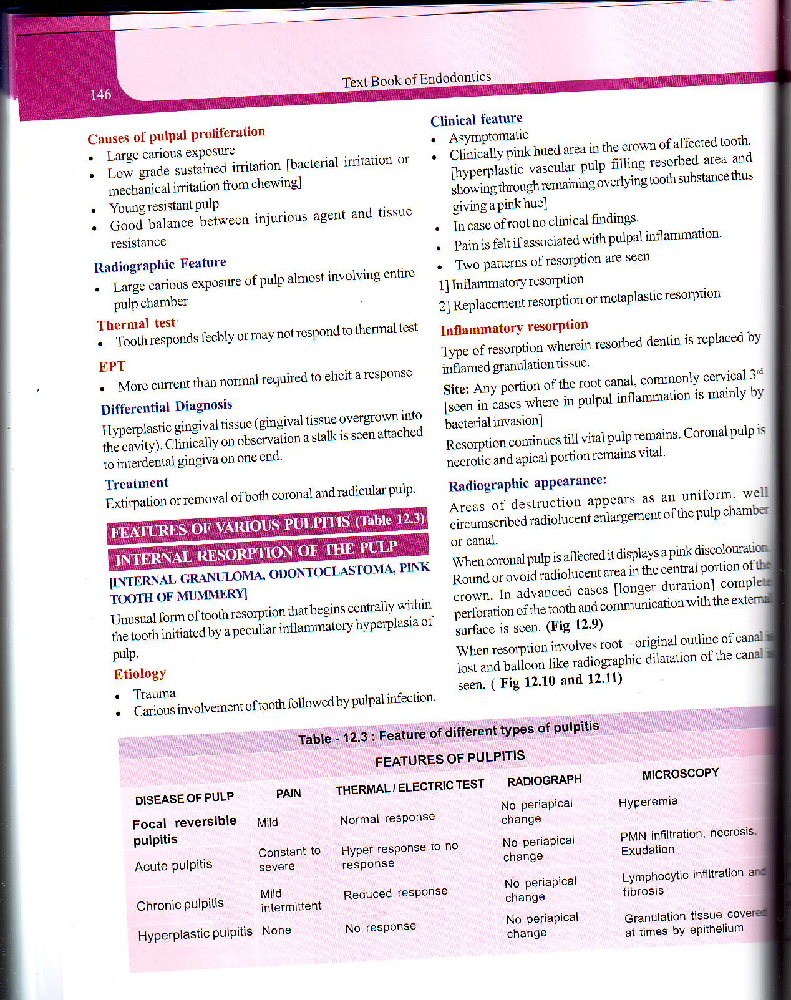 146
Text Book of Endodontics
Causes of pulpal proliferation
• Large carious exposure
• Low grade sustained irritation [bacterial irritation or
mechanical irritation from chewing]
• Young resistant pulp
• Good balance between injurious agent and tissue
resistance
Radiographic Feature
• Large carious exposure of pulp almost involving entire
pulp chamber
Thermal test
• Tooth responds feebly or may not respond to thermal test
EPT
• More current than normal required to elicit a response
Differential Diagnosis
Hyperplastic gingival tissue (gingival tissue overgrown into
the cavity). Clinically on observation a stalk is seen attached
to interdental gingiva on one end.
Treatment
Extirpation or removal of both coronal and radicular pulp.
FEATURES OF VARIOUS PULPITIS (Table 12.3)
INTERNAL RESORPTION OF THE PULP
[INTERNAL GRANULOMA, ODONTOCLASTOMA, PINK
TOOTH OF MUMMERY]
Unusual form of tooth resorption that begins centrally within
the tooth initiated by a peculiar inflammatory hyperplasia of
pulp.
Etiology
• Trauma
• Carious involvement of tooth followed by pulpal infection.
Clinical feature
• Asymptomatic
• Clinically pink hued area in the crown of affected tooth.
[hyperplastic vascular pulp filling resorbed area and
showing through remaining overlying tooth substance thus
giving a pink hue]
• In case of root no clinical findings.
• Pain is felt if associated with pulpal inflammation.
• Two patterns of resorption are seen
1] Inflammatory resorption
2] Replacement resorption or metaplastic resorption
Inflammatory resorption
Type of resorption wherein resorbed dentin is replaced by
inflamed granulation tissue.
Site: Any portion of the root canal, commonly cervical 3rd
[seen in cases where in pulpal inflammation is mainly by
bacterial invasion]
Resorption continues till vital pulp remains. Coronal pulp is
necrotic and apical portion remains vital.
Radiographic appearance:
Areas of destruction appears as an uniform, well
circumscribed radiolucent enlargement of the pulp chamber
or canal.
When coronal pulp is affected it displays a pink discolouration.
Round or ovoid radiolucent area in the central portion of the
crown. In advanced cases [longer duration] complete
perforation of the tooth and communication with the external
surface is seen. (Fig 12.9)
When resorption involves root – original outline of canal is
lost and balloon like radiographic dilatation of the canal is
seen. ( Fig 12.10 and 12.11)
Table - 12.3 : Feature of different types of pulpitis
FEATURES OF PULPITIS
DISEASE OF PULP PAIN THERMAL / ELECTRIC TEST RADIOGRAPH MICROSCOPY
Focal reversible Mild Normal response No periapical Hyperemia
pulpitis change
Acute pulpitis Constant to Hyper response to no No periapical PMN infiltration, necrosis.
severe response change Exudation
Chronic pulpitis Mild Reduced response No periapical Lymphocytic infiltration and
intermittent change fibrosis
Hyperplastic pulpitis None No response No periapical Granulation tissue covered
change at times by epithelium